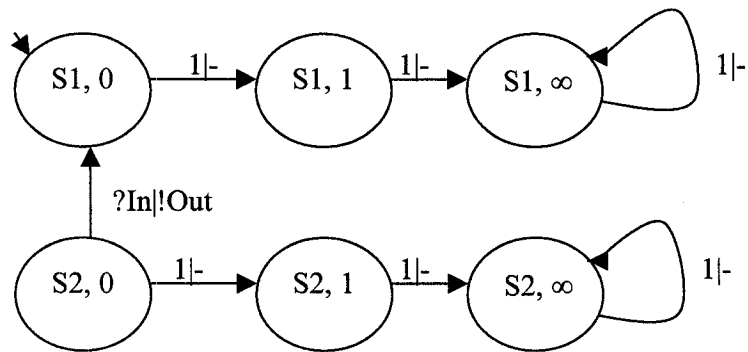 S1, 0 1|- S1, 1 1|- S1, ∞ 1|-
?In|!Out
S2, 0 1|- S2, 1 1|- S2, ∞ 1|-